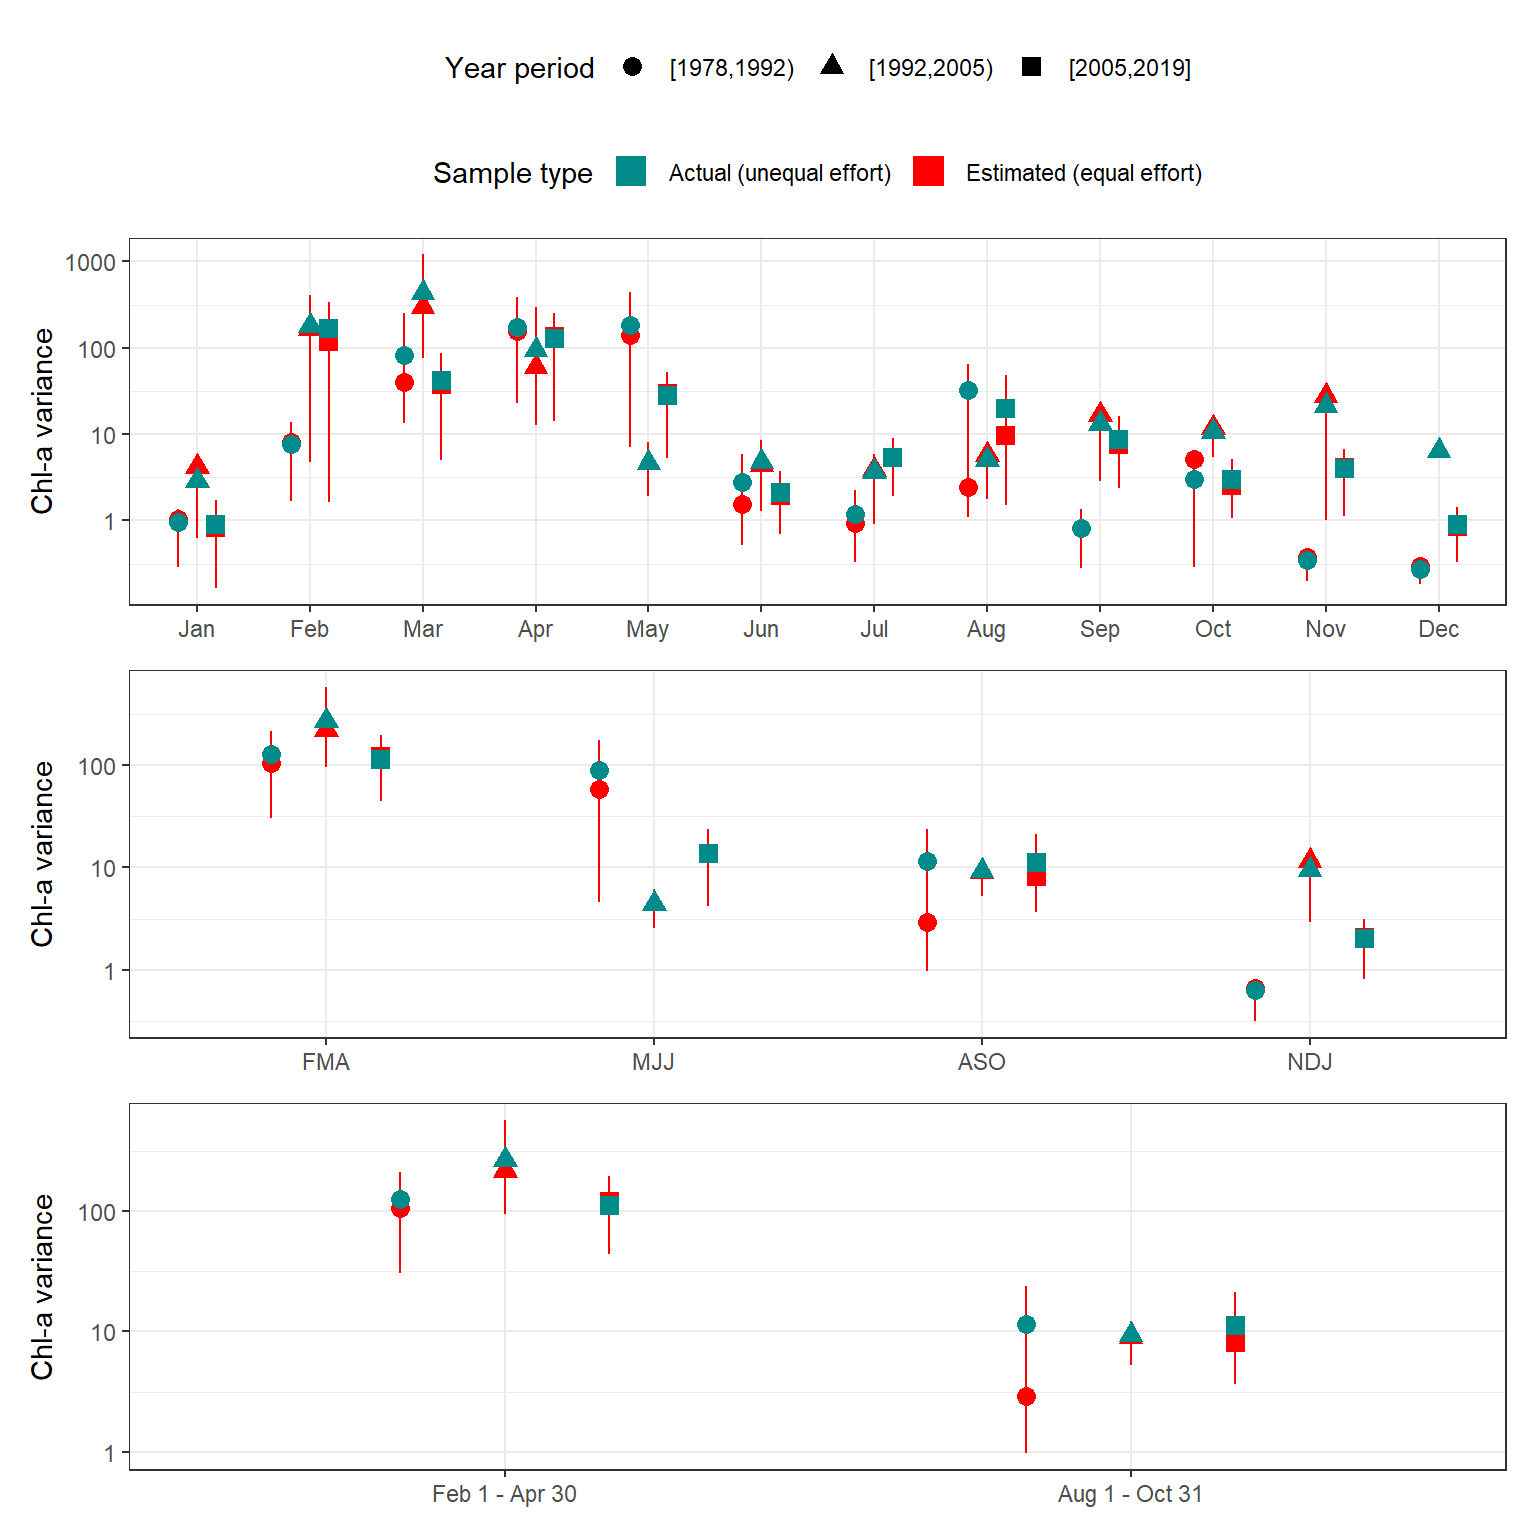 Year period [1978,1992) [1992,2005) [2005,2019]
Sample type Actual (unequal effort) Estimated (equal effort)
Chl-a variance
1000
100
10
1
Jan Feb Mar Apr May Jun Jul Aug Sep Oct Nov Dec
Chl-a variance
100
10
1
FMA MJJ ASO NDJ
Chl-a variance
100
10
1
Feb 1 - Apr 30 Aug 1 - Oct 31